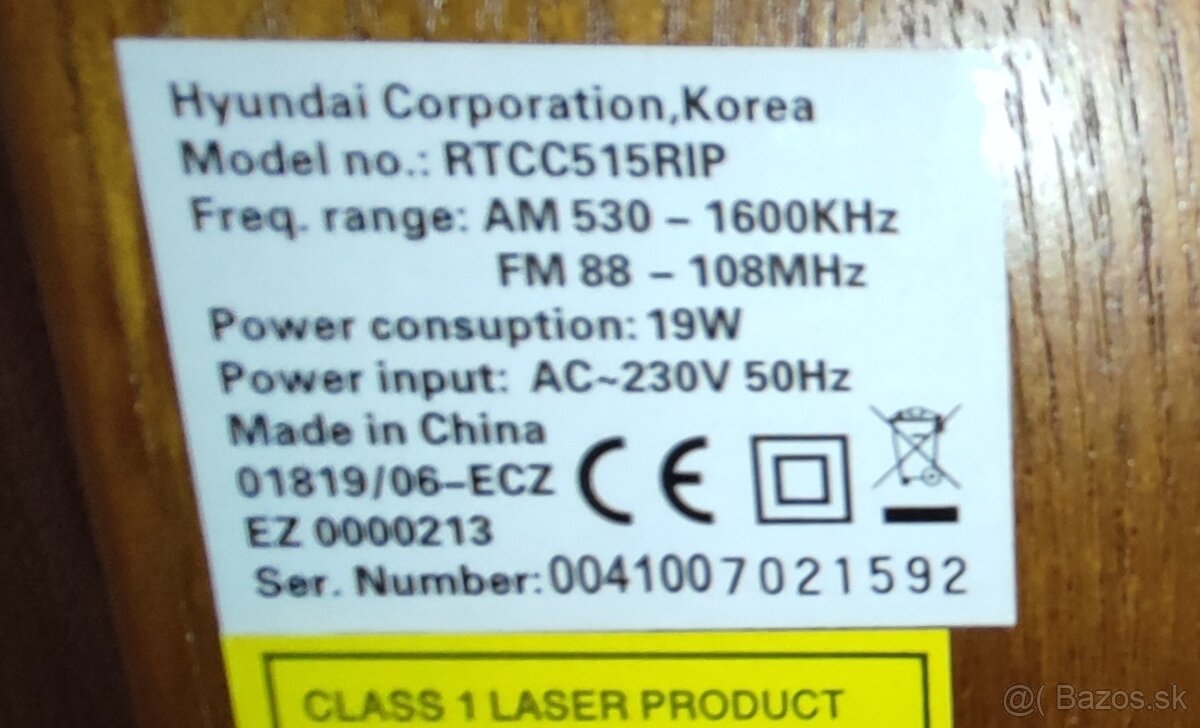 Hyundai Corporation,Korea
Model no.: RTCC515RIP
Freq. range: AM 530 – 1600KHz
FM 88 – 108MHz
Power consuption: 19W
Power input: AC~230V 50Hz
Made in China
01819/06–ECZ
EZ 0000213
CE
Ser. Number: 0041007021592
CLASS 1 LASER PRODUCT
@( Bazos.sk